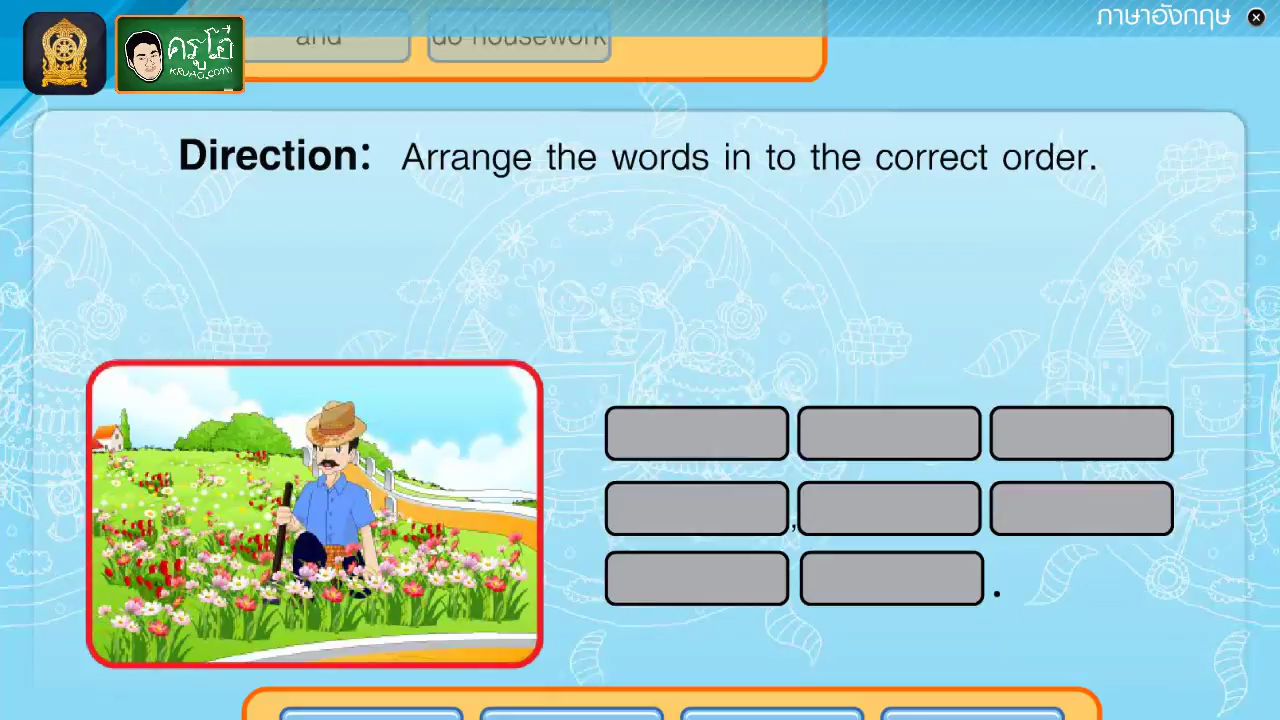 ภาษาอังกฤษ
and do housework
ครูโอ๋
KRUHO.COM
Direction: Arrange the words in to the correct order.
,
.